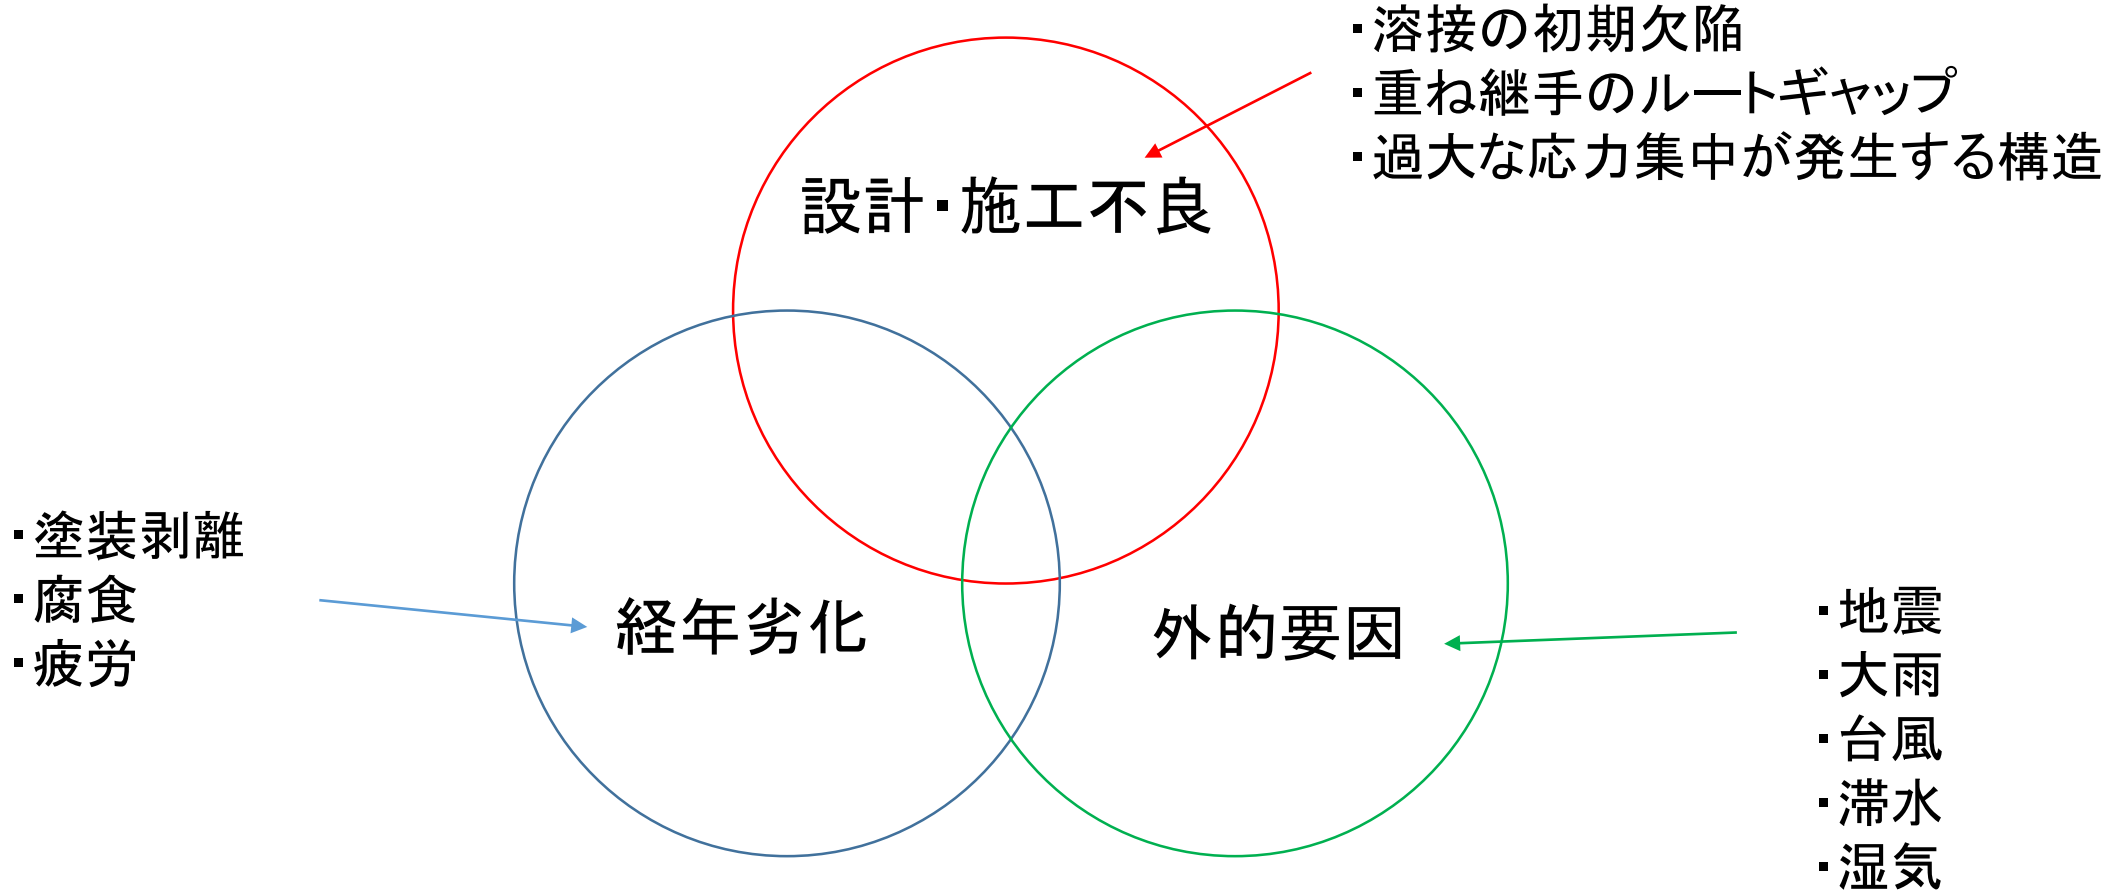 ・溶接の初期欠陥
・重ね継手のルートギャップ
・過大な応力集中が発生する構造
設計・施工不良
・塗装剥離
・腐食
・疲労
経年劣化
外的要因
・地震
・大雨
・台風
・滞水
・湿気